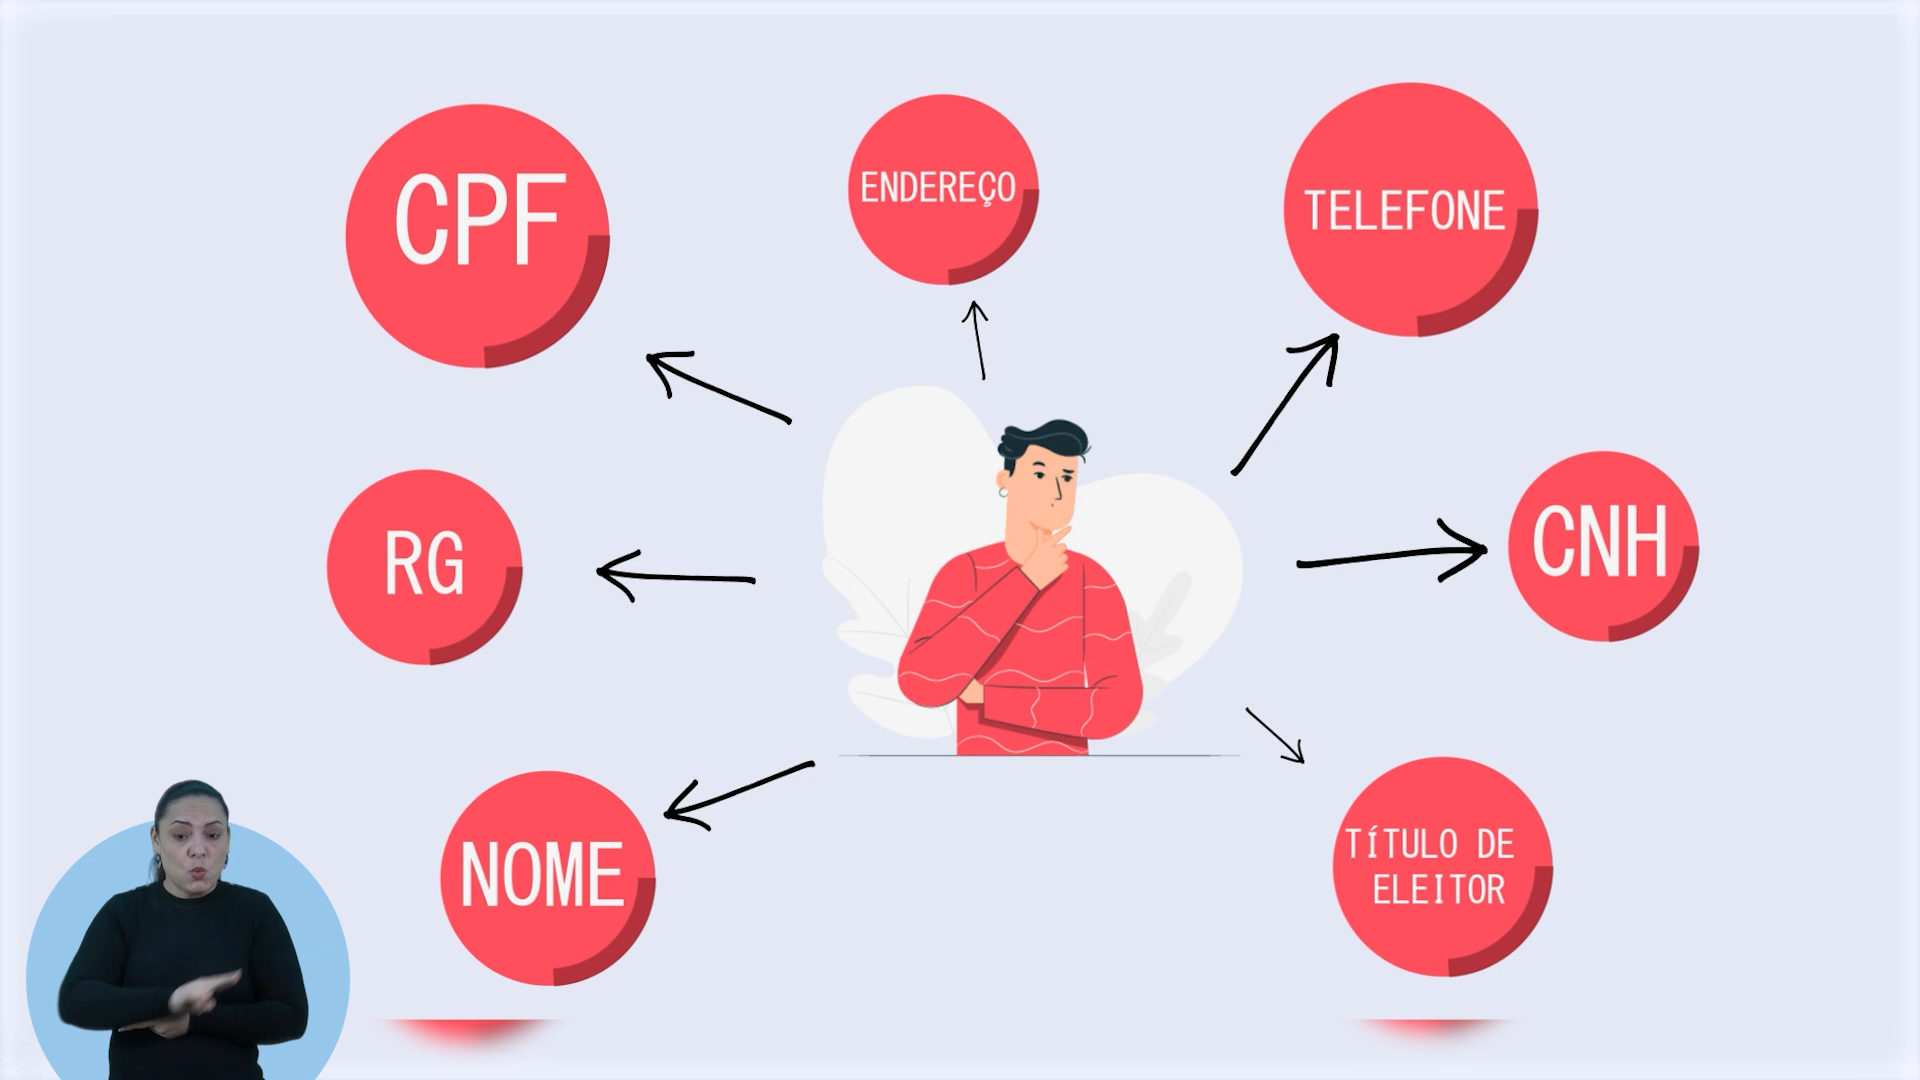 CPF
ENDEREÇO
TELEFONE
RG
CNH
NOME
TÍTULO DE
ELEITOR